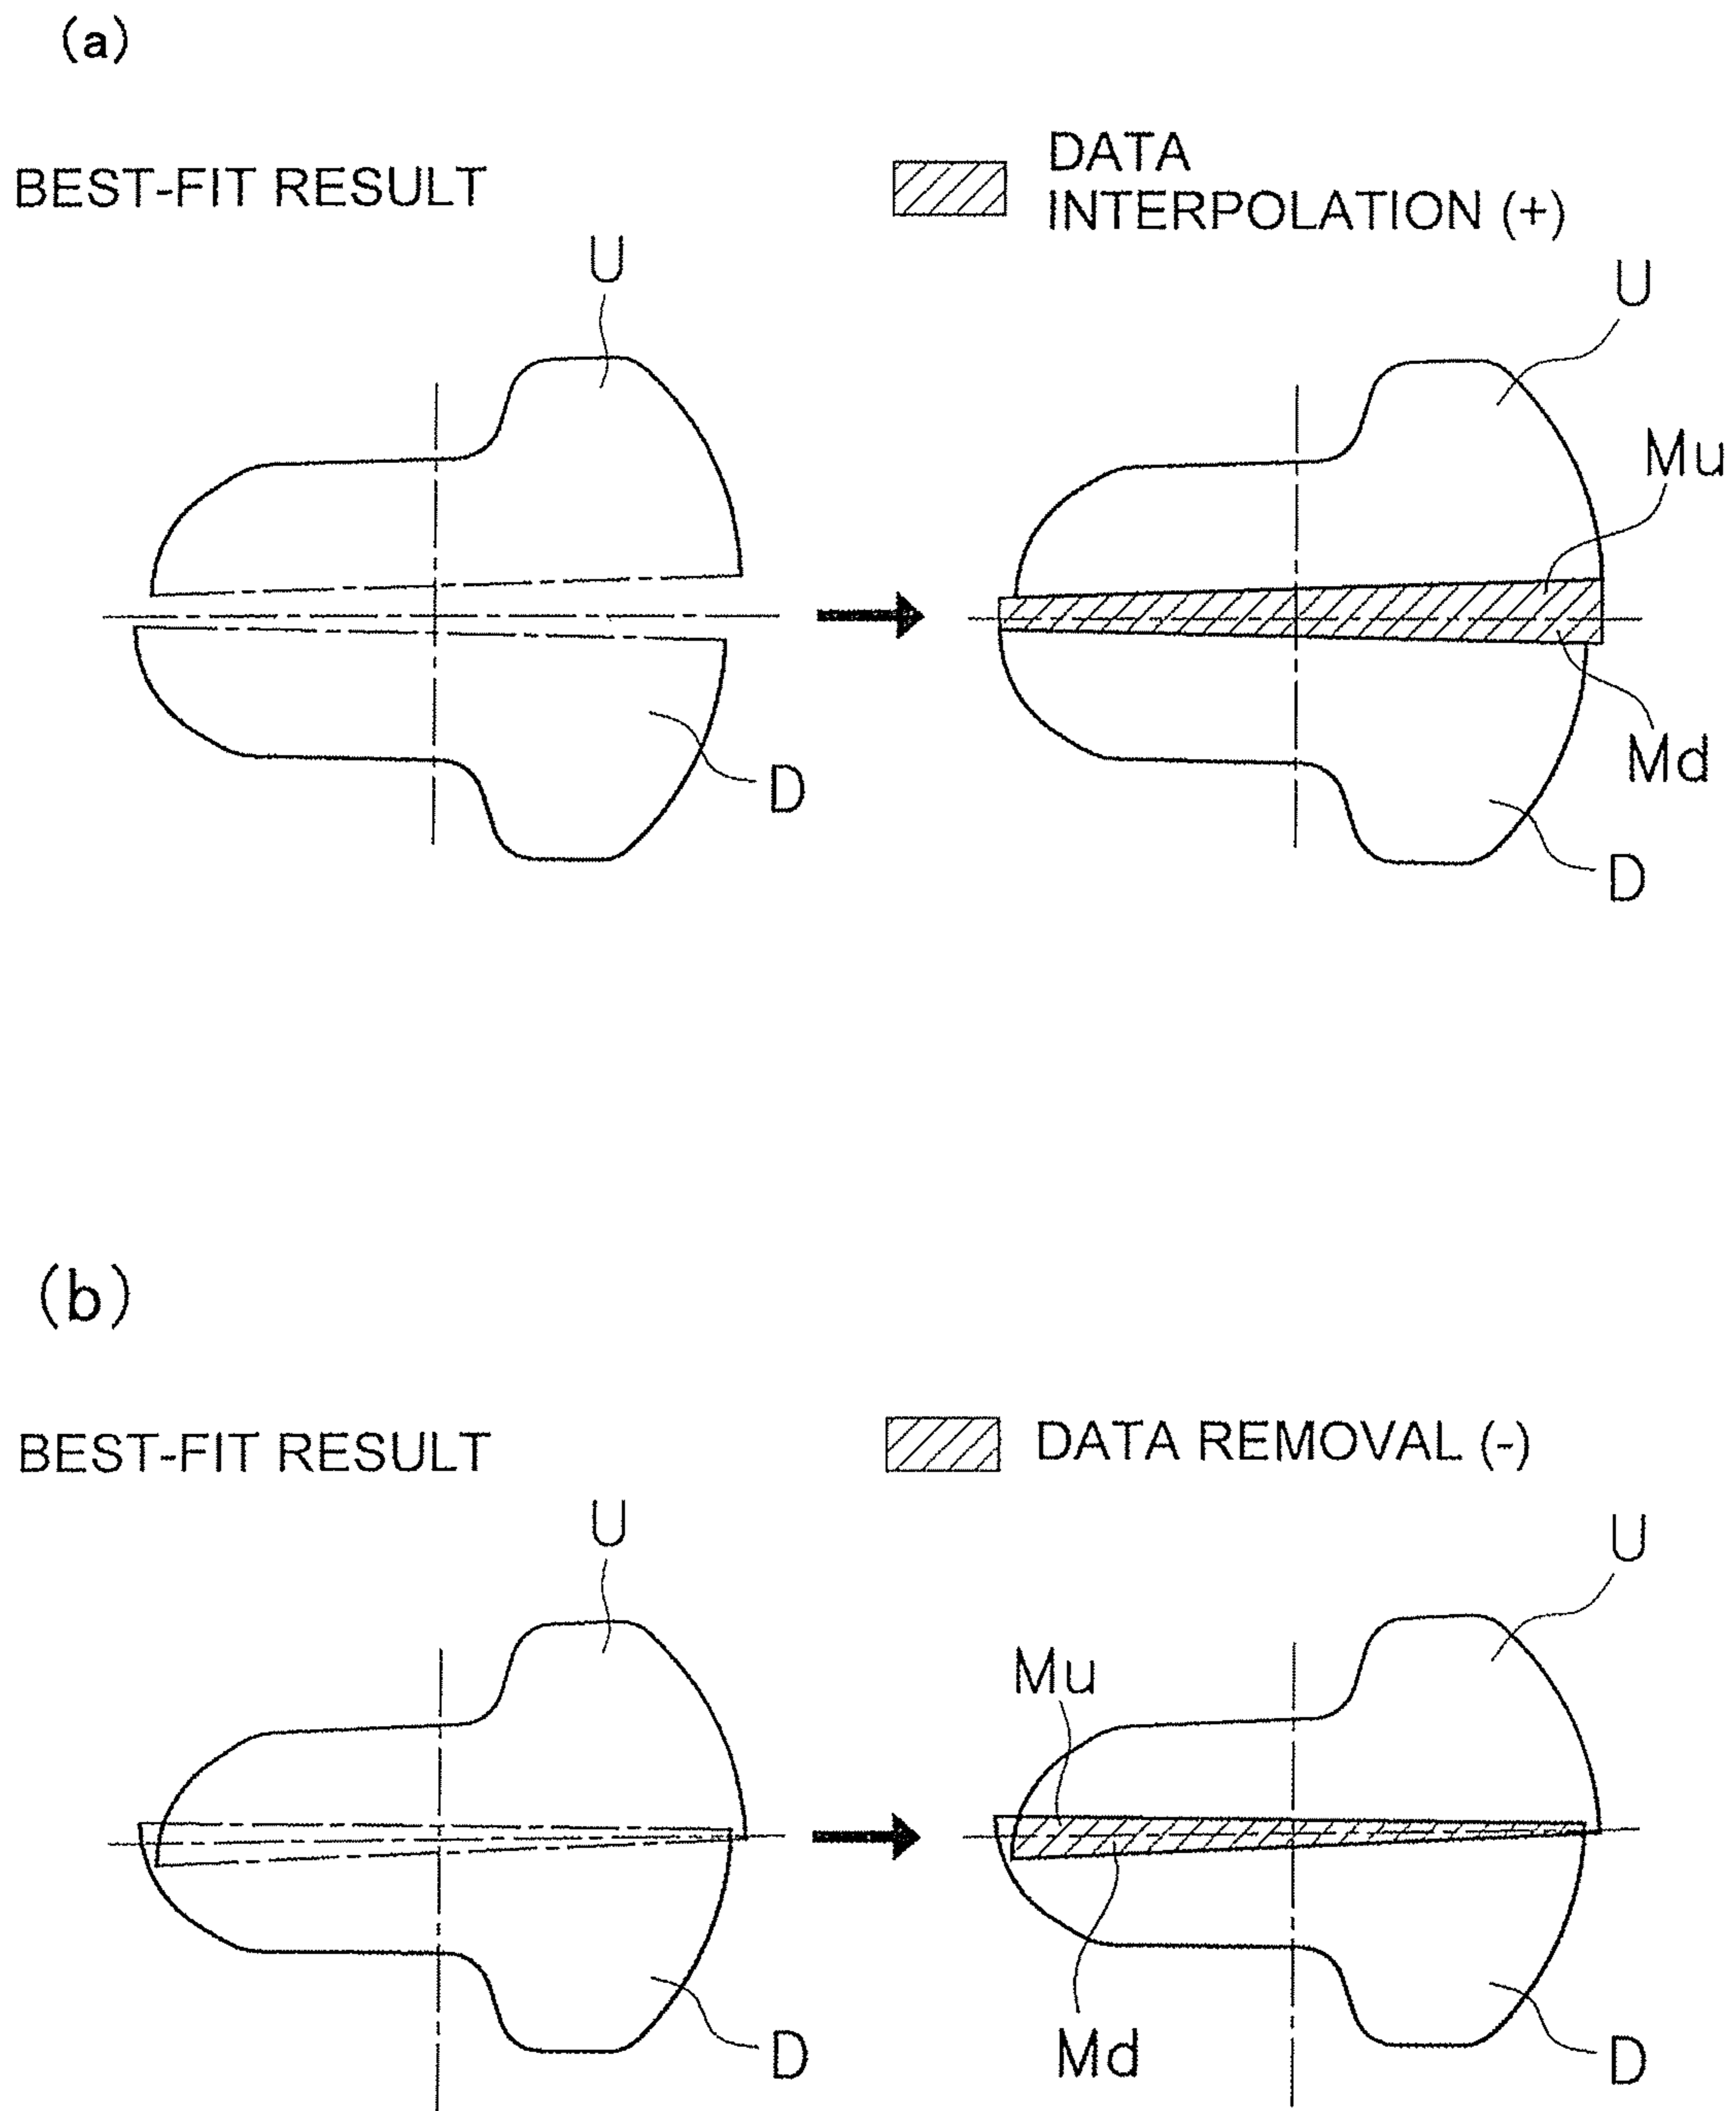 (a)
BEST-FIT RESULT
DATA
INTERPOLATION (+)
U
U
Mu
Md
D
D
(b)
BEST-FIT RESULT
DATA REMOVAL (-)
U
U
Mu
Md
D
D